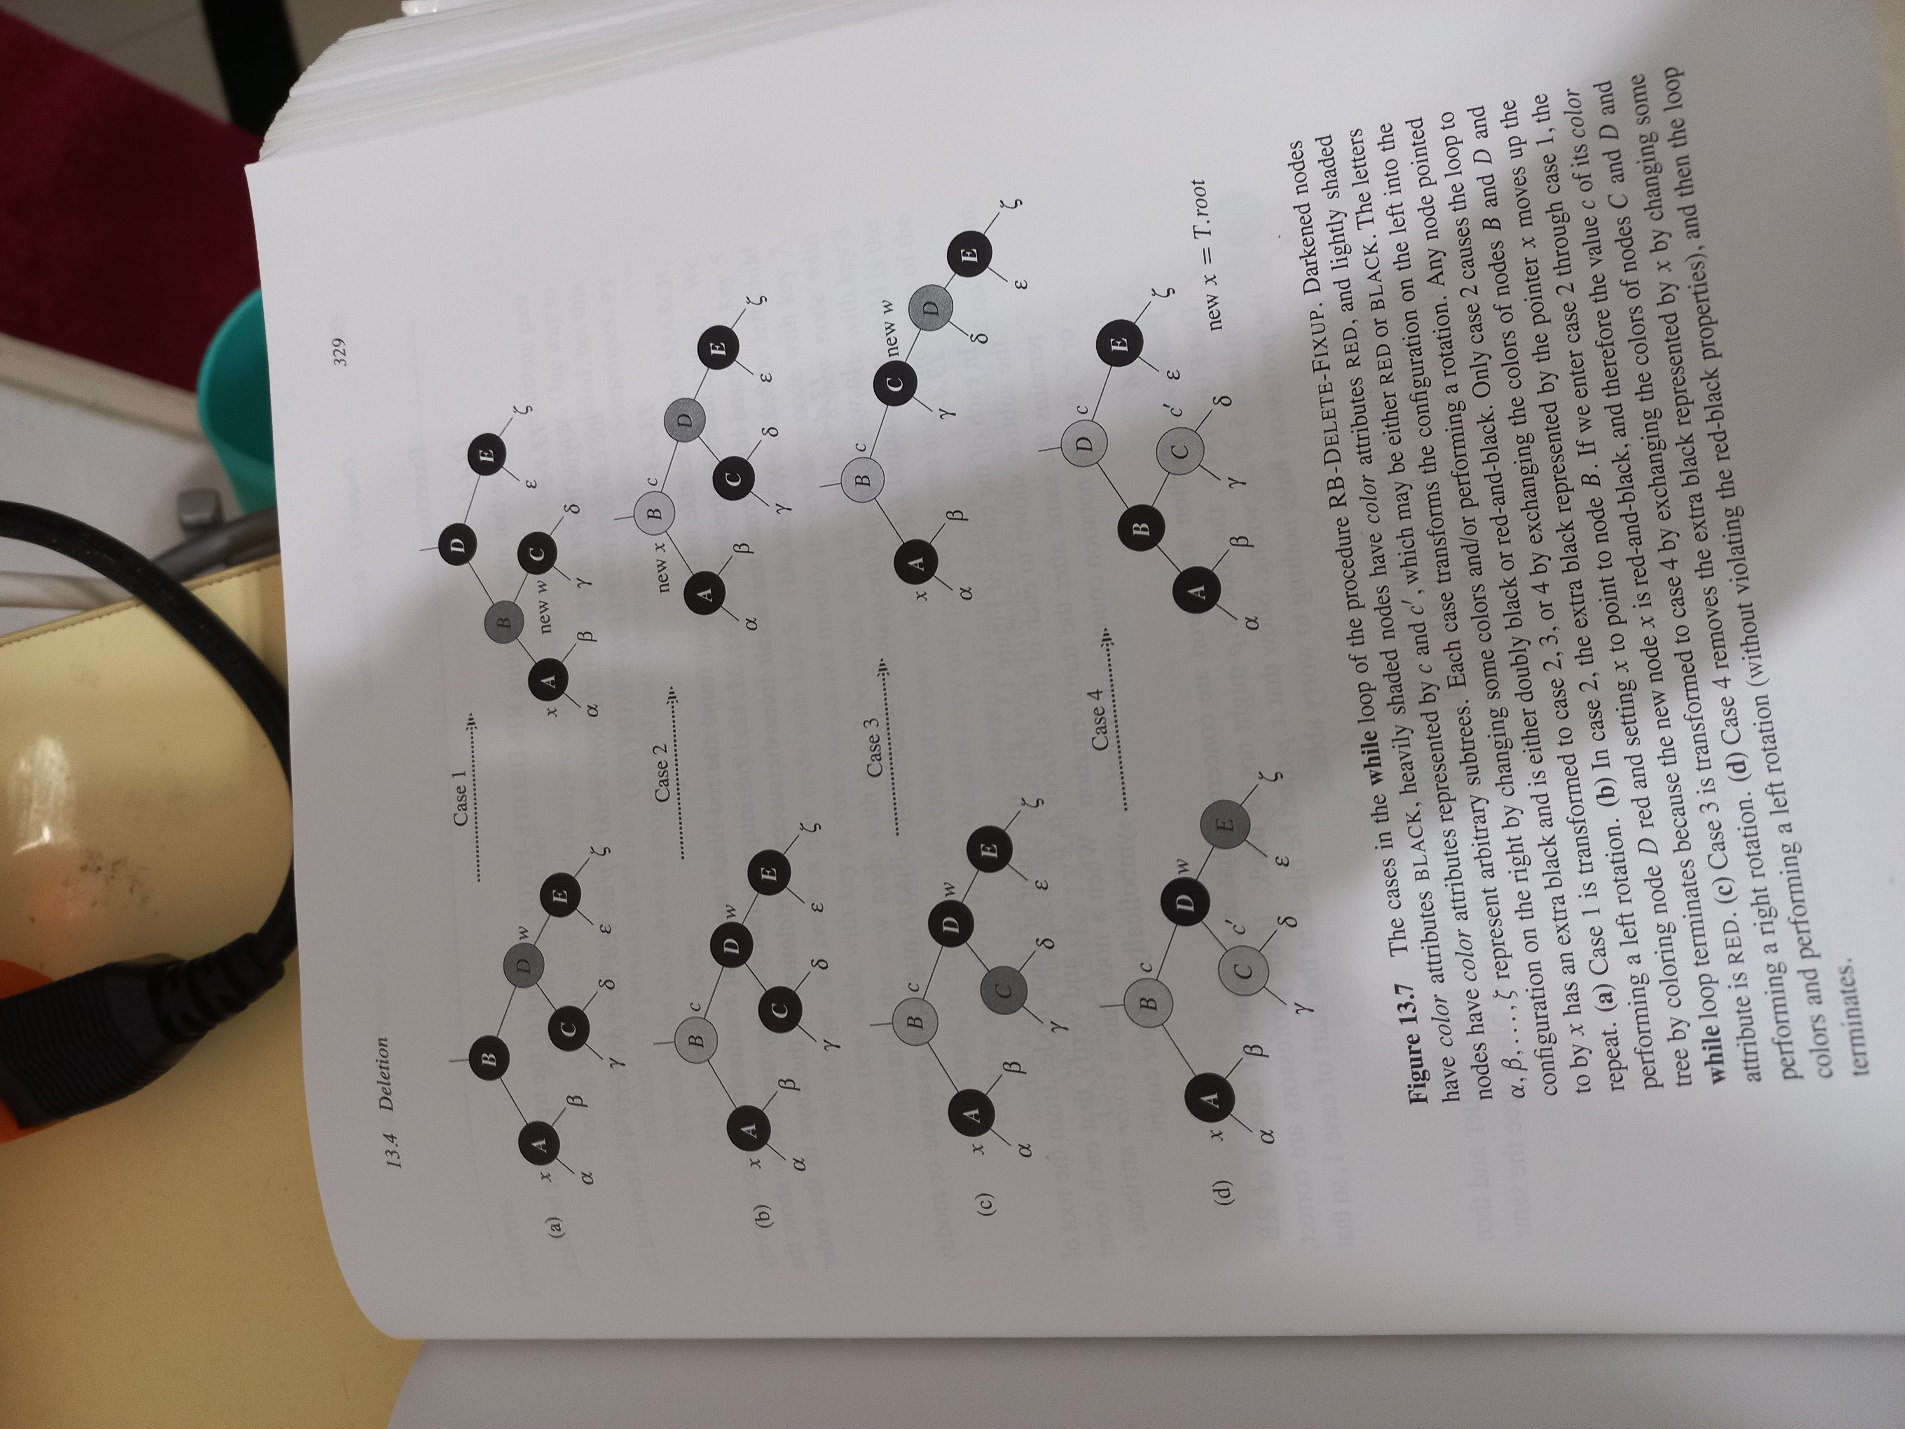 13.4 Deletion 329
(a) x A B C D w E α β γ δ ε ζ
Case 1
x A B new w C D E α β γ δ ε ζ
(b) x A B c C D w E α β γ δ ε ζ
Case 2
new x B c A D C E α β γ δ ε ζ
(c) x A B c C D w E α β γ δ ε ζ
Case 3
x A B c C new w D E α β γ δ ε ζ
(d) x A B c C c′ D w E α β γ δ ε ζ
Case 4
A B D c C c′ E α β γ δ ε ζ
new x = T.root
Figure 13.7 The cases in the while loop of the procedure RB-DELETE-FIXUP. Darkened nodes
have color attributes BLACK, heavily shaded nodes have color attributes RED, and lightly shaded
nodes have color attributes represented by c and c′, which may be either RED or BLACK. The letters
α, β, . . . , ζ represent arbitrary subtrees. Each case transforms the configuration on the left into the
configuration on the right by changing some colors and/or performing a rotation. Any node pointed
to by x has an extra black and is either doubly black or red-and-black. Only case 2 causes the loop to
repeat. (a) Case 1 is transformed to case 2, 3, or 4 by exchanging the colors of nodes B and D and
performing a left rotation. (b) In case 2, the extra black represented by the pointer x moves up the
tree by coloring node D red and setting x to point to node B. If we enter case 2 through case 1, the
while loop terminates because the new node x is red-and-black, and therefore the value c of its color
attribute is RED. (c) Case 3 is transformed to case 4 by exchanging the colors of nodes C and D and
performing a right rotation. (d) Case 4 removes the extra black represented by x by changing some
colors and performing a left rotation (without violating the red-black properties), and then the loop
terminates.